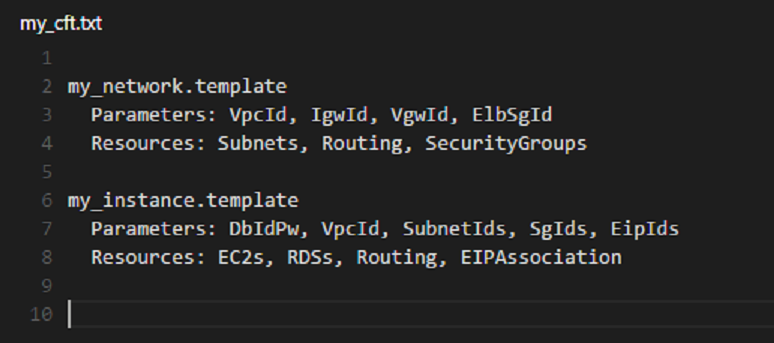 my_cft.txt
1
2 my_network.template
3 Parameters: VpcId, IgwId, VgwId, ElbSgId
4 Resources: Subnets, Routing, SecurityGroups
5
6 my_instance.template
7 Parameters: DbIdPw, VpcId, SubnetIds, SgIds, EipIds
8 Resources: EC2s, RDSs, Routing, EIPAssociation
9
10